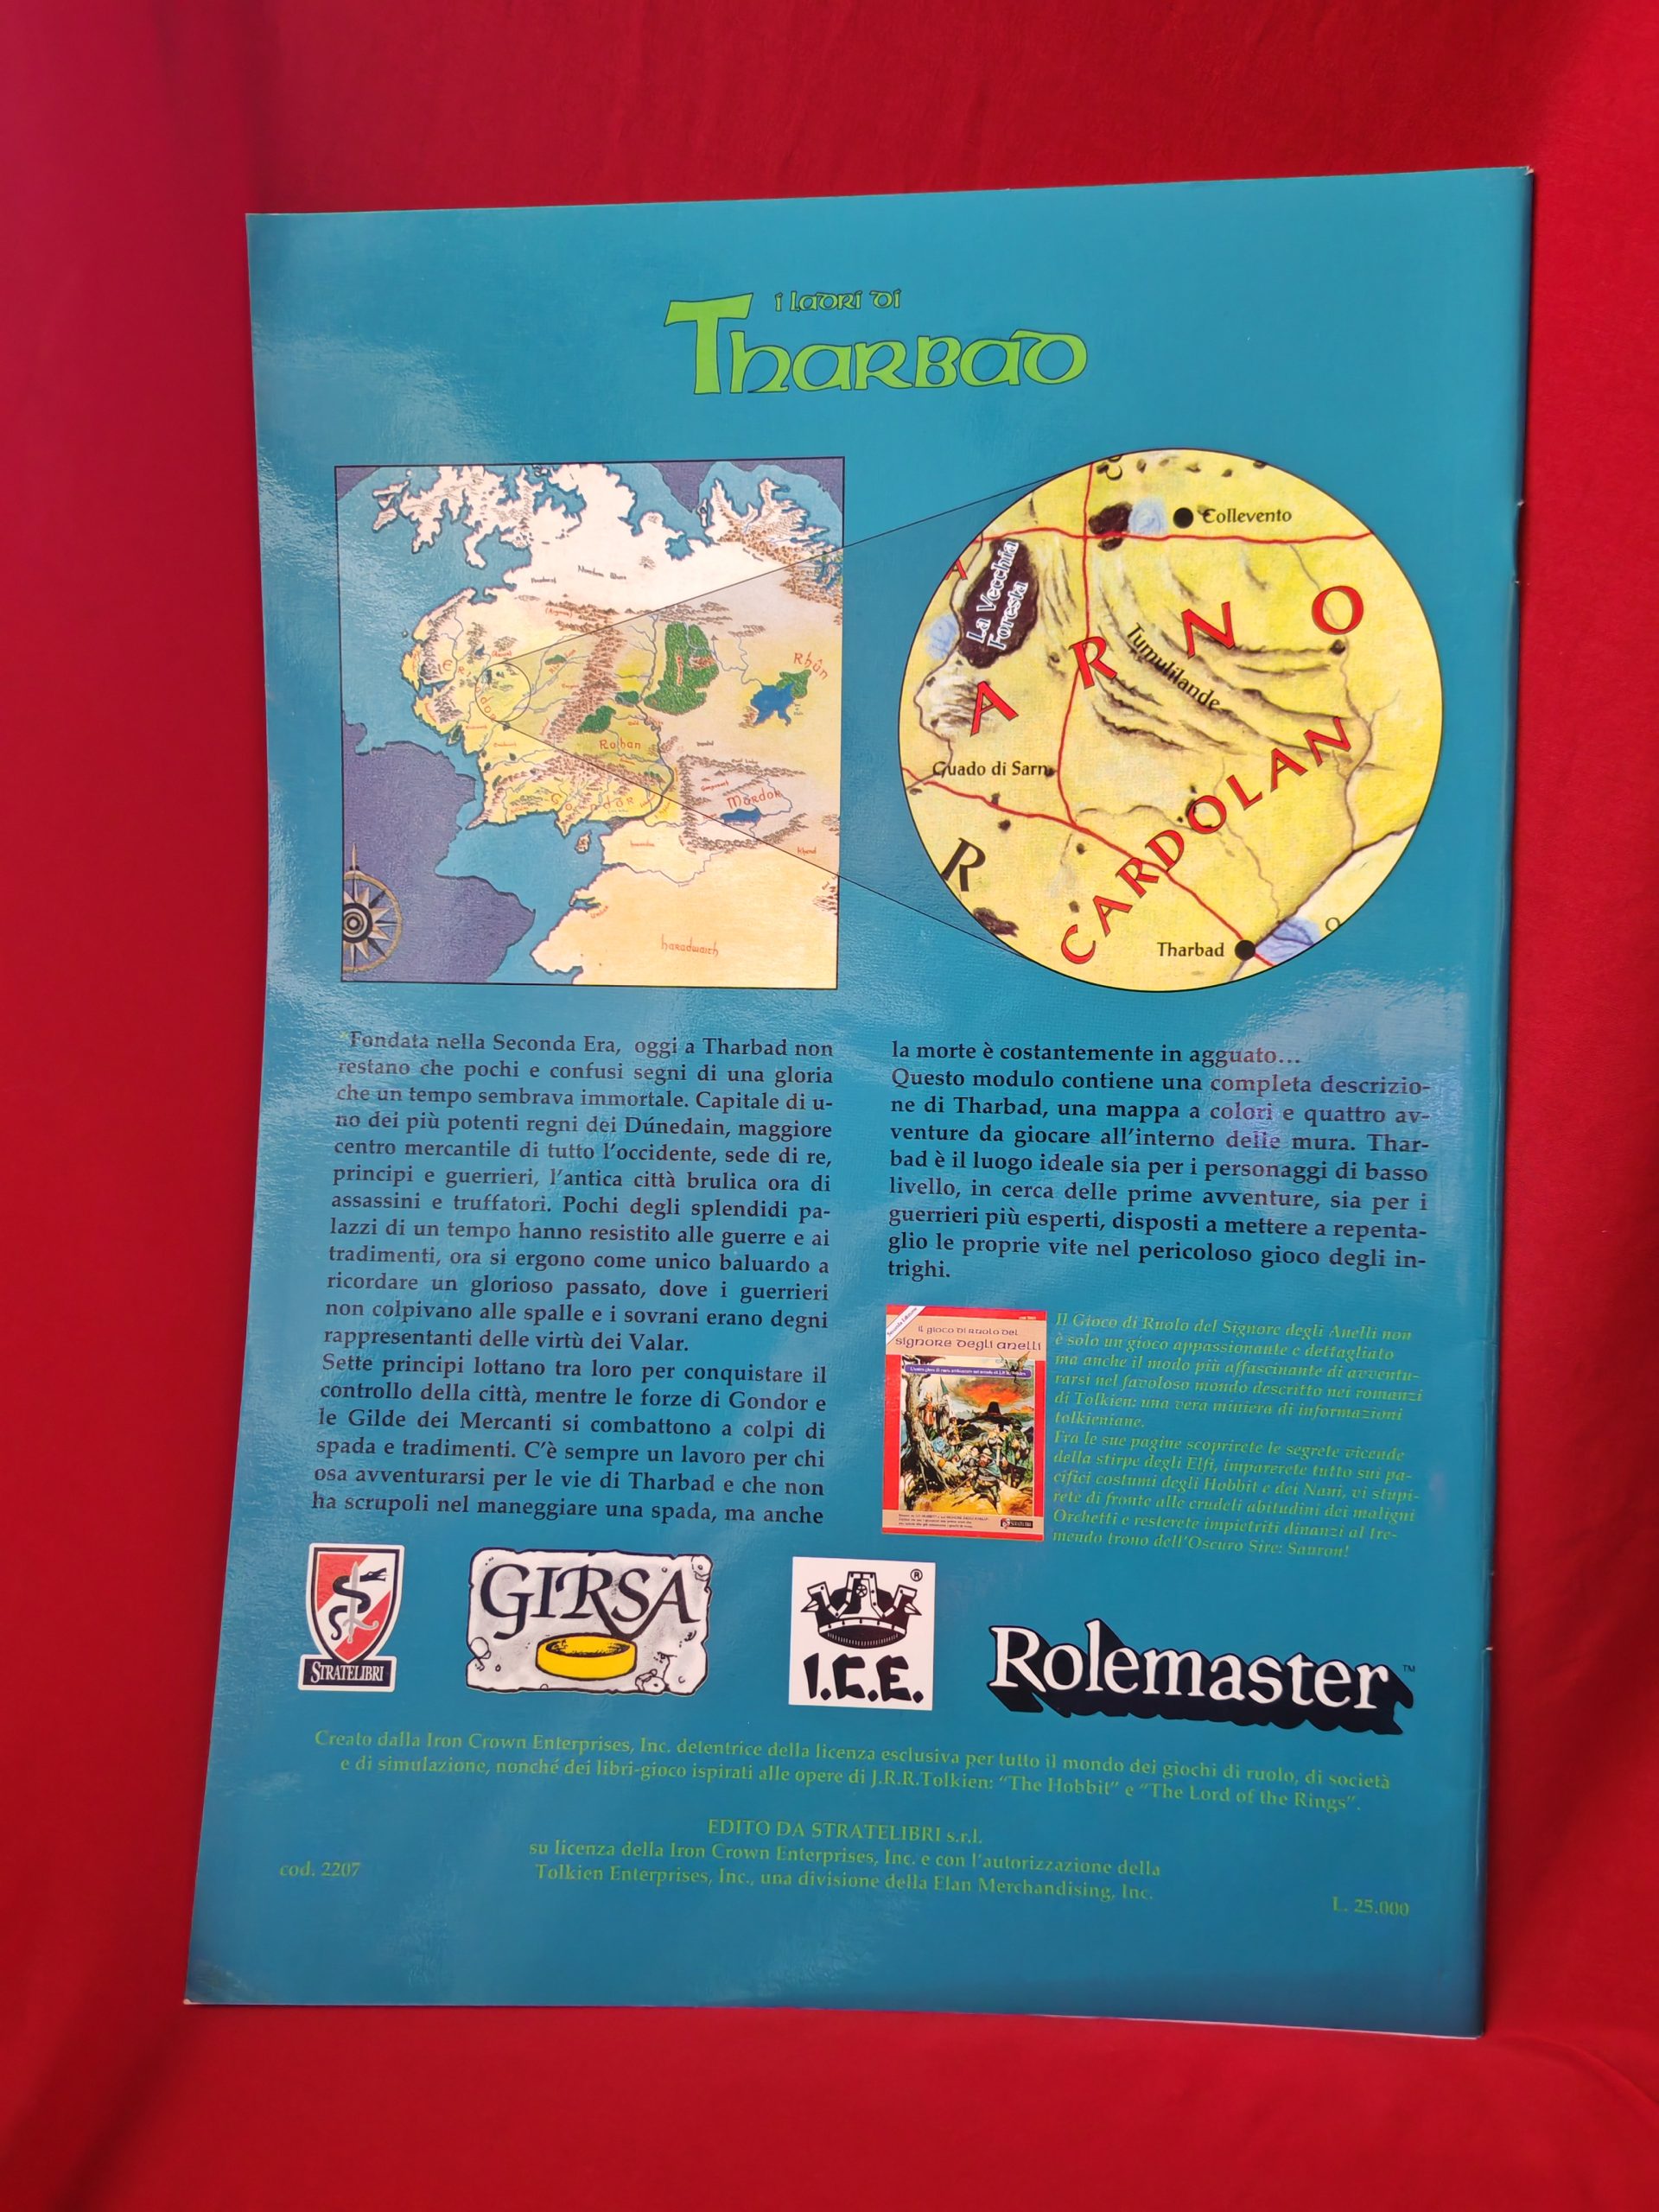 i ladri di
Tharbad
Rhûn
Rohan
Gondor
Mordor
Khand
haradwaith
Collevento
La Vecchia
Foresta
ARNO
Tumulilande
Guado di Sarn
CARDOLAN
R
Tharbad
Fondata nella Seconda Era, oggi a Tharbad non
restano che pochi e confusi segni di una gloria
che un tempo sembrava immortale. Capitale di u-
no dei più potenti regni dei Dúnedain, maggiore
centro mercantile di tutto l'occidente, sede di re,
principi e guerrieri, l'antica città brulica ora di
assassini e truffatori. Pochi degli splendidi pa-
lazzi di un tempo hanno resistito alle guerre e ai
tradimenti, ora si ergono come unico baluardo a
ricordare un glorioso passato, dove i guerrieri
non colpivano alle spalle e i sovrani erano degni
rappresentanti delle virtù dei Valar.
Sette principi lottano tra loro per conquistare il
controllo della città, mentre le forze di Gondor e
le Gilde dei Mercanti si combattono a colpi di
spada e tradimenti. C'è sempre un lavoro per chi
osa avventurarsi per le vie di Tharbad e che non
ha scrupoli nel maneggiare una spada, ma anche
la morte è costantemente in agguato...
Questo modulo contiene una completa descrizio-
ne di Tharbad, una mappa a colori e quattro av-
venture da giocare all'interno delle mura. Thar-
bad è il luogo ideale sia per i personaggi di basso
livello, in cerca delle prime avventure, sia per i
guerrieri più esperti, disposti a mettere a repenta-
glio le proprie vite nel pericoloso gioco degli in-
trighi.
il gioco di ruolo del
signore degli anelli
Il Gioco di Ruolo del Signore degli Anelli non
è solo un gioco appassionante e dettagliato
ma anche il modo più affascinante di avventu-
rarsi nel favoloso mondo descritto nei romanzi
di Tolkien: una vera miniera di informazioni
tolkieniane.
Fra le sue pagine scoprirete le segrete vicende
della stirpe degli Elfi, imparerete tutto sui pa-
cifici costumi degli Hobbit e dei Nani, vi stupi-
rete di fronte alle crudeli abitudini dei maligni
Orchetti e resterete impietriti dinanzi al tre-
mendo trono dell'Oscuro Sire: Sauron!
STRATELIBRI
GIRSA
®
I.C.E.
Rolemaster™
Creato dalla Iron Crown Enterprises, Inc. detentrice della licenza esclusiva per tutto il mondo dei giochi di ruolo, di società
e di simulazione, nonché dei libri-gioco ispirati alle opere di J.R.R.Tolkien: "The Hobbit" e "The Lord of the Rings".
EDITO DA STRATELIBRI s.r.l.
su licenza della Iron Crown Enterprises, Inc. e con l'autorizzazione della
Tolkien Enterprises, Inc., una divisione della Elan Merchandising, Inc.
cod. 2207
L. 25.000